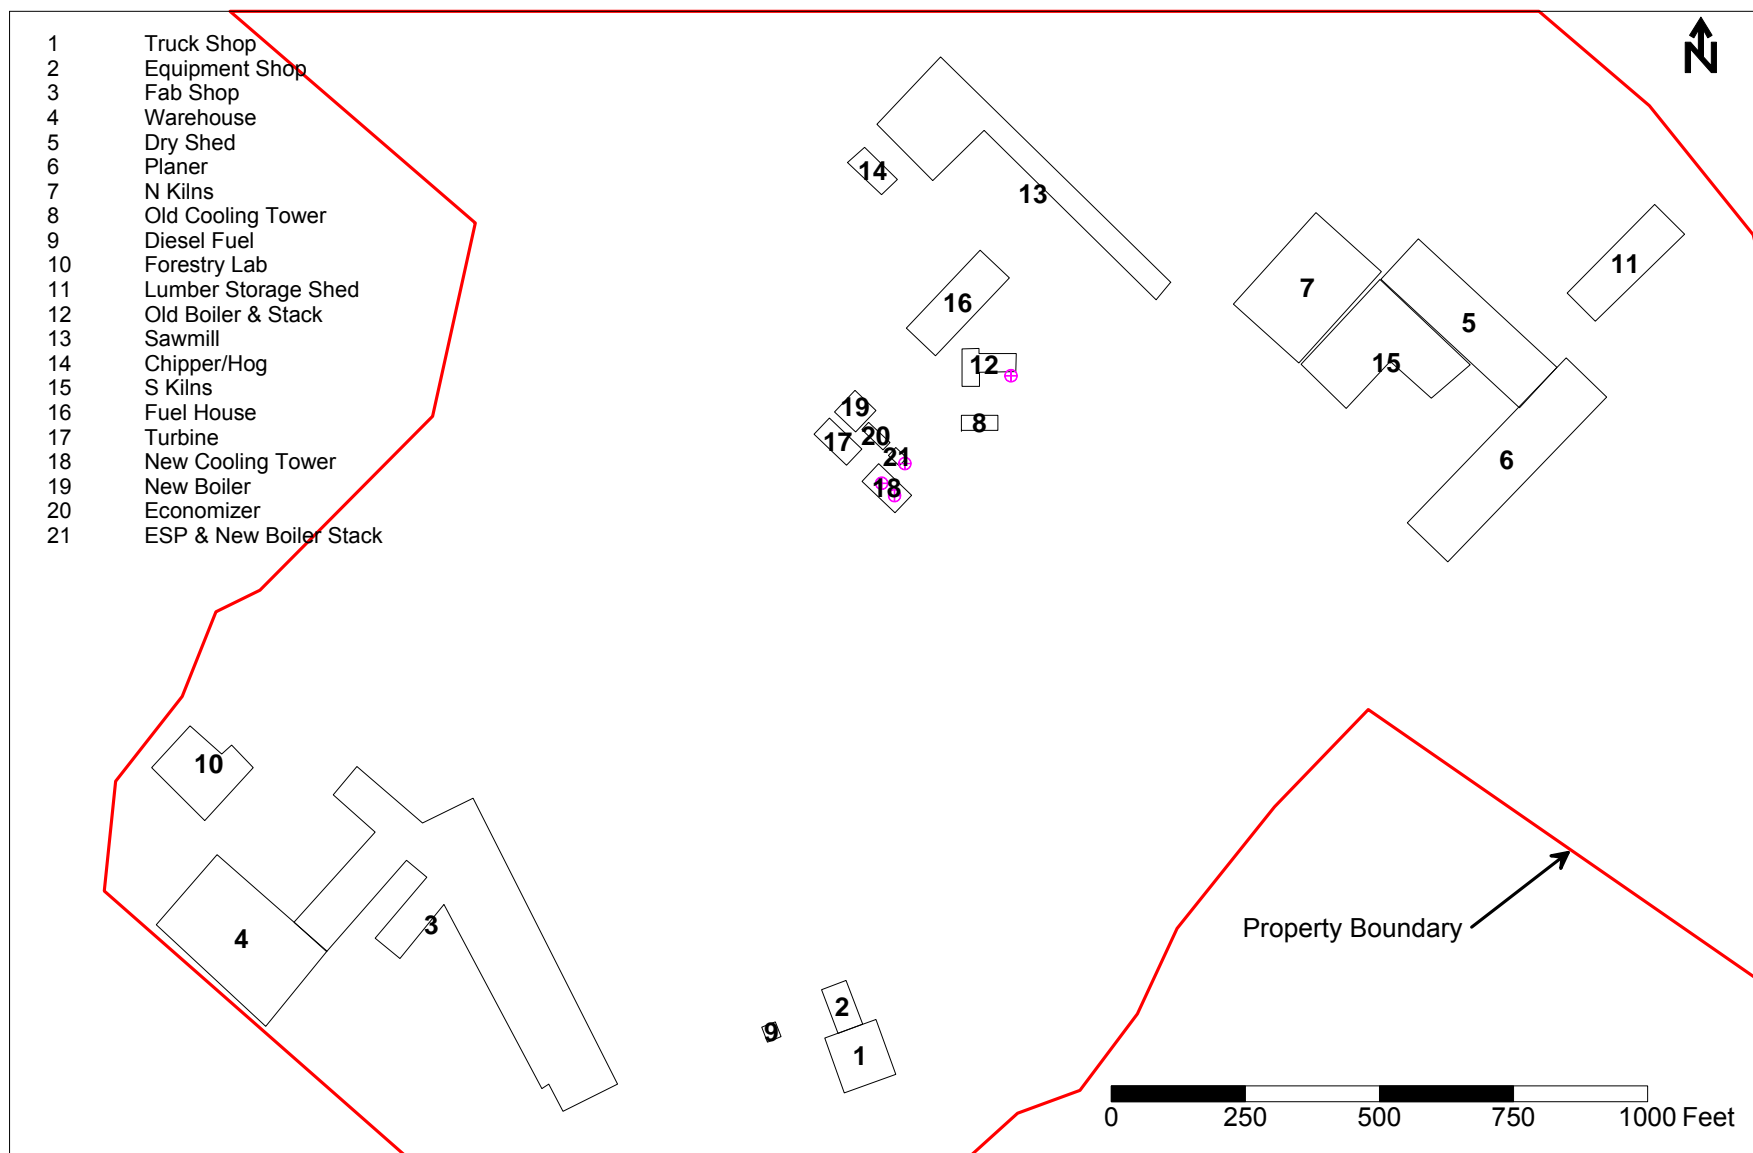 1 Truck Shop
2 Equipment Shop
3 Fab Shop
4 Warehouse
5 Dry Shed
6 Planer
7 N Kilns
8 Old Cooling Tower
9 Diesel Fuel
10 Forestry Lab
11 Lumber Storage Shed
12 Old Boiler & Stack
13 Sawmill
14 Chipper/Hog
15 S Kilns
16 Fuel House
17 Turbine
18 New Cooling Tower
19 New Boiler
20 Economizer
21 ESP & New Boiler Stack
N
14
13
11
7
16
5
12
15
19
8
20
17
21
6
18
10
3
4
Property Boundary
2
9
1
0 250 500 750 1000 Feet